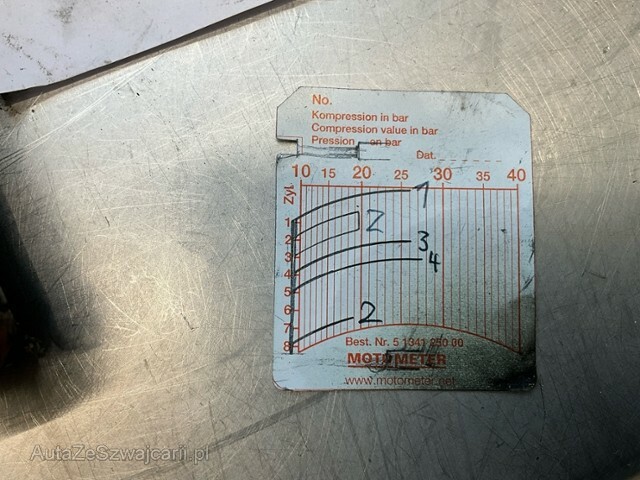 No.
Kompression in bar
Compression value in bar
Pression en bar
Dat.
10 15 20 25 30 35 40
Zyl.
1
2
3
4
5
6
7
8
1
2
3
4
2
Best. Nr. 5 1341 250 00
MOTOMETER
www.motometer.net
AutaZeSzwajcarii.pl